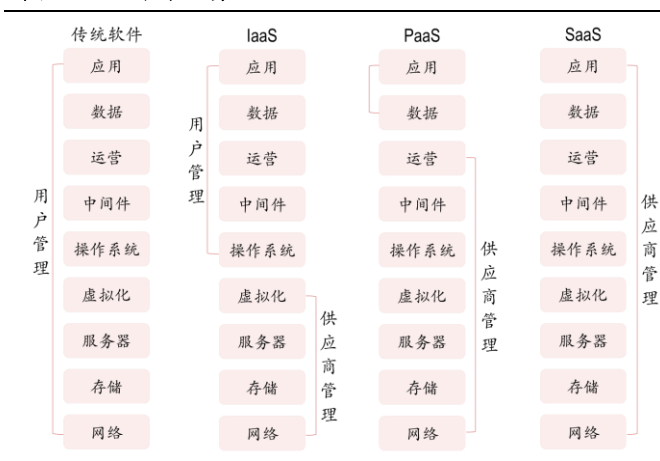 传统软件
IaaS
PaaS
SaaS
应用
数据
运营
中间件
操作系统
虚拟化
服务器
存储
网络
用户管理
应用
数据
运营
中间件
操作系统
虚拟化
服务器
存储
网络
用户管理
供应商管理
应用
数据
运营
中间件
操作系统
虚拟化
服务器
存储
网络
供应商管理
应用
数据
运营
中间件
操作系统
虚拟化
服务器
存储
网络
供应商管理